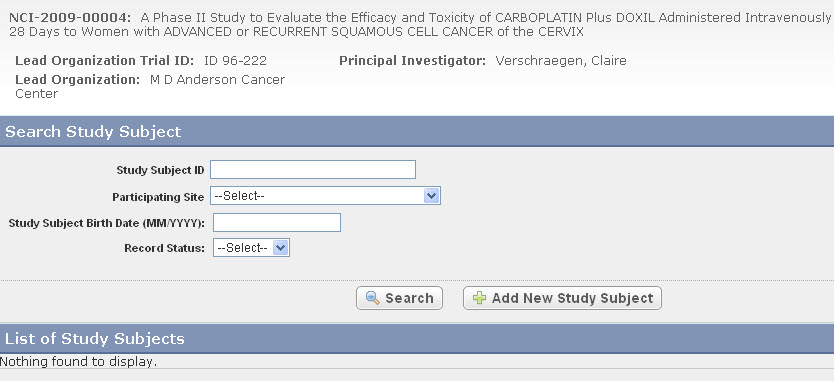 NCI-2009-00004: A Phase II Study to Evaluate the Efficacy and Toxicity of CARBOPLATIN Plus DOXIL Administered Intravenously
28 Days to Women with ADVANCED or RECURRENT SQUAMOUS CELL CANCER of the CERVIX
Lead Organization Trial ID: ID 96-222 Principal Investigator: Verschraegen, Claire
Lead Organization: M D Anderson Cancer
Center
Search Study Subject
Study Subject ID
Participating Site --Select--
Study Subject Birth Date (MM/YYYY):
Record Status: --Select--
Search Add New Study Subject
List of Study Subjects
Nothing found to display.